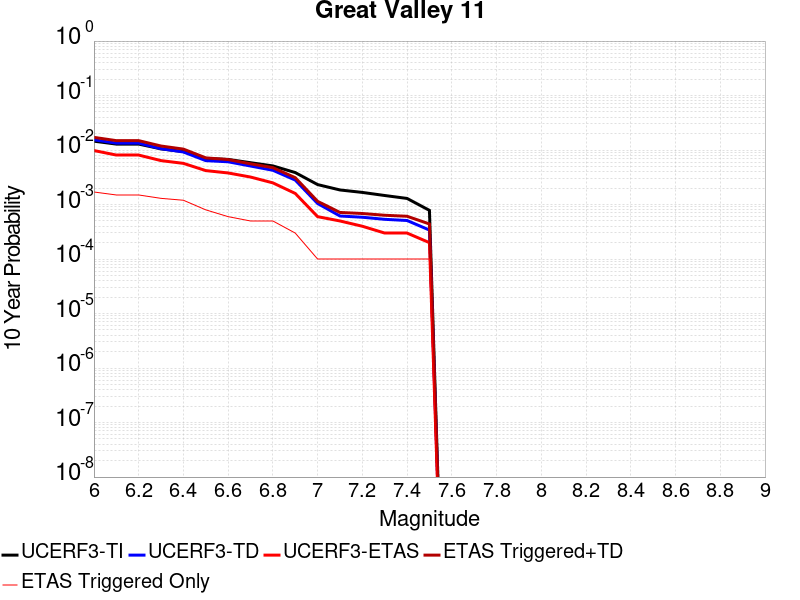 Great Valley 11
10 Year Probability
10^0
10^-1
10^-2
10^-3
10^-4
10^-5
10^-6
10^-7
10^-8
6 6.2 6.4 6.6 6.8 7 7.2 7.4 7.6 7.8 8 8.2 8.4 8.6 8.8 9
Magnitude
UCERF3-TI UCERF3-TD UCERF3-ETAS ETAS Triggered+TD
ETAS Triggered Only